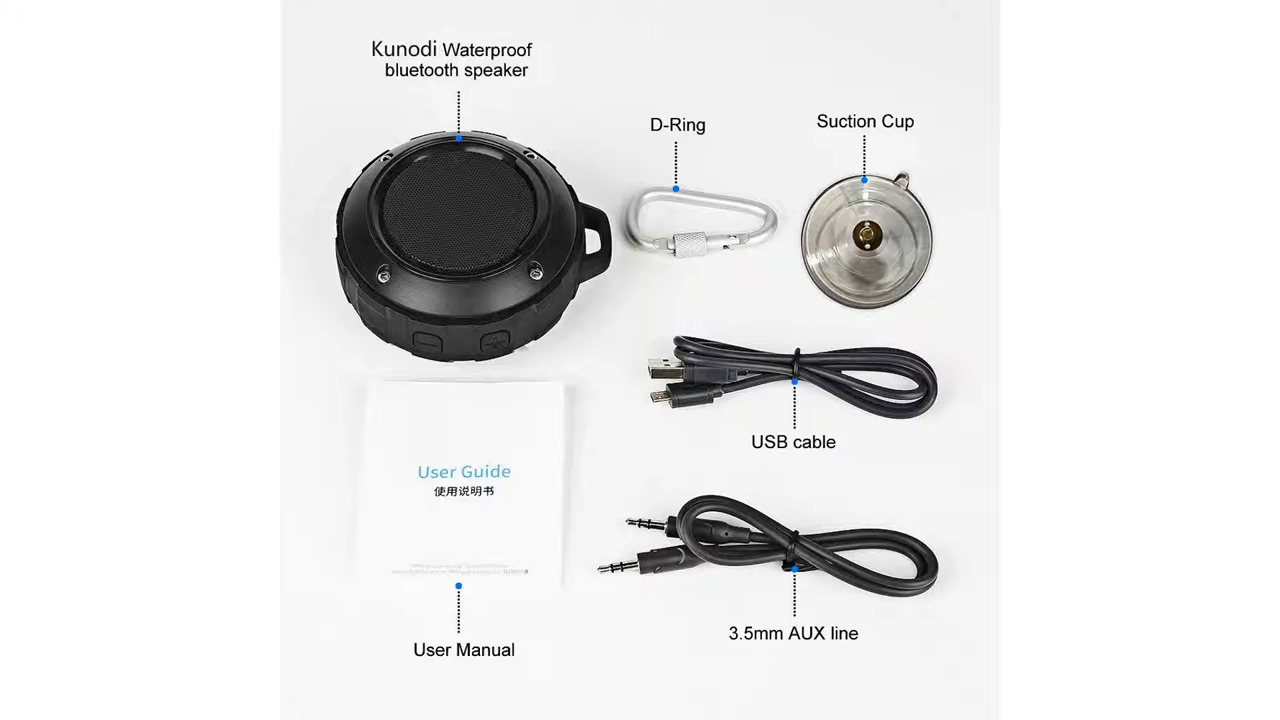 Kunodi Waterproof
bluetooth speaker
D-Ring
Suction Cup
USB cable
User Guide
使用说明书
3.5mm AUX line
User Manual